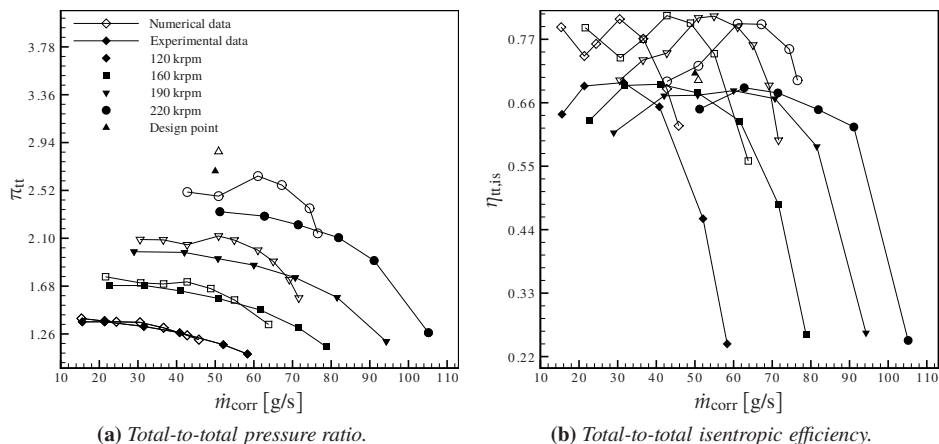 3.78
3.36
2.94
2.52
2.10
1.68
1.26
π_tt
Numerical data
Experimental data
120 krpm
160 krpm
190 krpm
220 krpm
Design point
10 20 30 40 50 60 70 80 90 100 110
ṁ_corr [g/s]
(a) Total-to-total pressure ratio.
0.77
0.66
0.55
0.44
0.33
0.22
η_tt,is
10 20 30 40 50 60 70 80 90 100 110
ṁ_corr [g/s]
(b) Total-to-total isentropic efficiency.